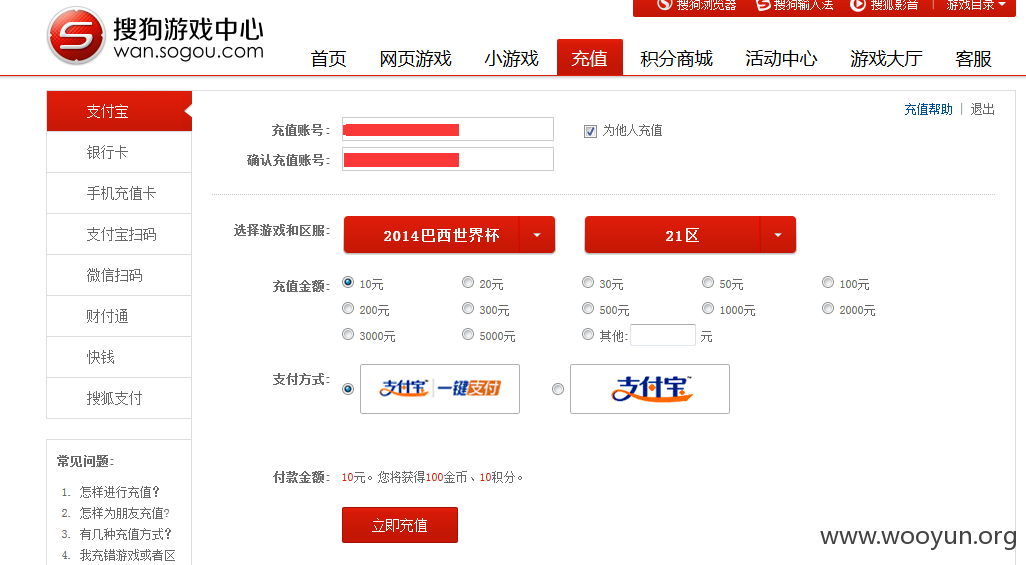 搜狗浏览器 搜狗输入法 搜狐影音 游戏目录
搜狗游戏中心
wan.sogou.com
首页 网页游戏 小游戏 充值 积分商城 活动中心 游戏大厅 客服
支付宝
银行卡
手机充值卡
支付宝扫码
微信扫码
财付通
快钱
搜狐支付
充值帮助 | 退出
充值账号: 为他人充值
确认充值账号:
选择游戏和区服: 2014巴西世界杯 21区
充值金额: 10元 20元 30元 50元 100元
200元 300元 500元 1000元 2000元
3000元 5000元 其他: 元
支付方式: 支付宝 一键支付 支付宝™
付款金额: 10元。您将获得100金币、10积分。
立即充值
常见问题:
1. 怎样进行充值?
2. 怎样为朋友充值?
3. 有几种充值方式?
4. 我充错游戏或者区
www.wooyun.org